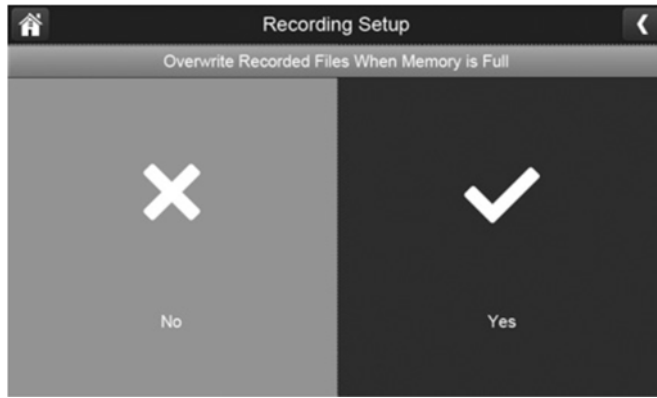 Recording Setup
Overwrite Recorded Files When Memory is Full
No
Yes